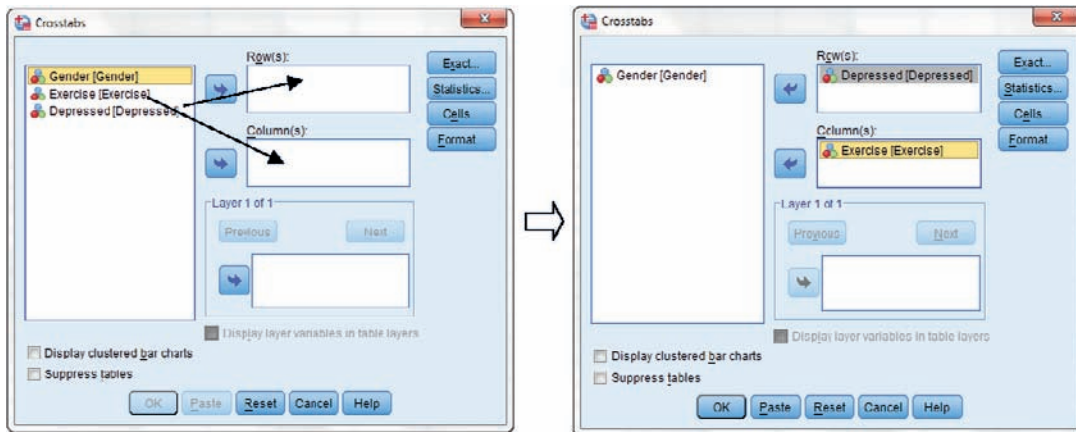 Crosstabs
Row(s):
Gender [Gender]
Exercise [Exercise]
Depressed [Depressed]
Exact...
Statistics...
Cells
Format
Column(s):
Layer 1 of 1
Previous
Next
Display layer variables in table layers
Display clustered bar charts
Suppress tables
OK
Paste
Reset
Cancel
Help
Crosstabs
Row(s):
Gender [Gender]
Depressed [Depressed]
Exact...
Statistics...
Cells
Format
Column(s):
Exercise [Exercise]
Layer 1 of 1
Previous
Next
Display layer variables in table layers
Display clustered bar charts
Suppress tables
OK
Paste
Reset
Cancel
Help